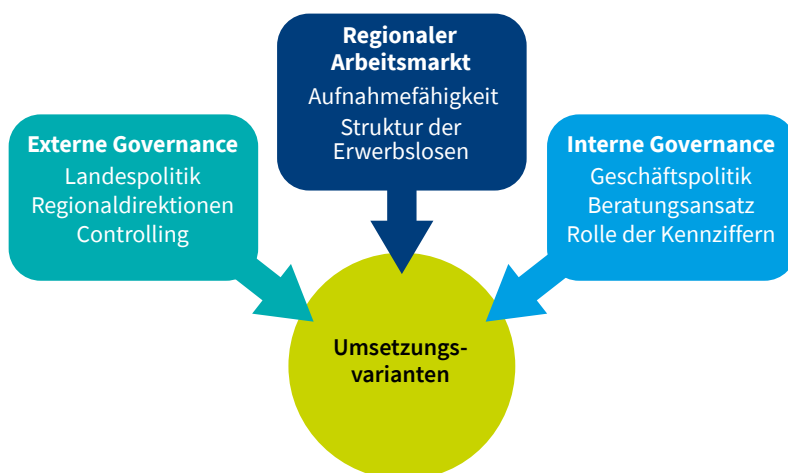 Regionaler
Arbeitsmarkt
Aufnahmefähigkeit
Struktur der
Erwerbslosen
Externe Governance
Landespolitik
Regionaldirektionen
Controlling
Interne Governance
Geschäftspolitik
Beratungsansatz
Rolle der Kennziffern
Umsetzungs-
varianten